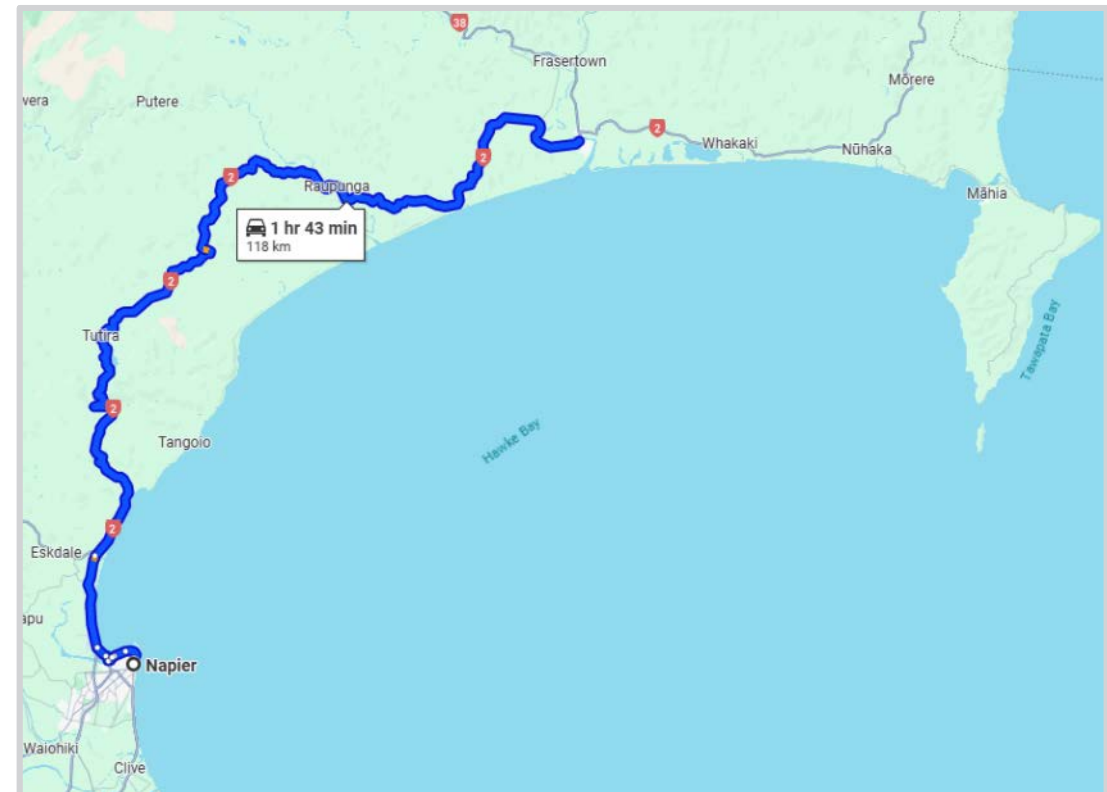 38
Frasertown
Mōrere
vera
Putere
2
Whakaki
Nūhaka
2
2
Raupunga
Māhia
1 hr 43 min
118 km
2
Tutira
Tawapata Bay
2
Hawke Bay
Tangoio
2
Eskdale
apu
Napier
Waiohiki
Clive